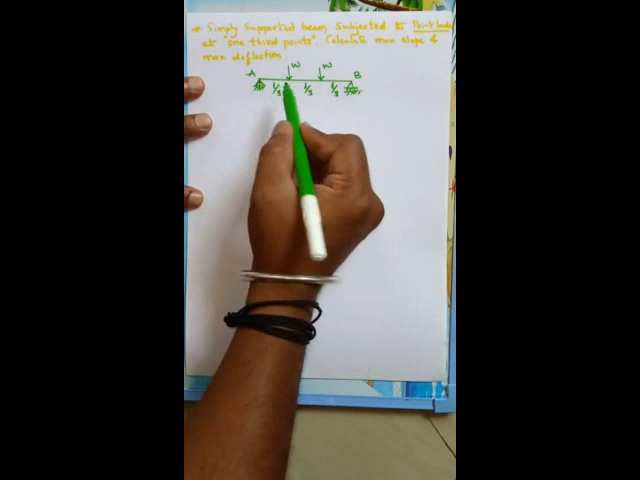 → Simply supported beam subjected to Point loads
at "one third points". Calculate max slope &
max deflection.
W W
A B
l/3 l/3 l/3